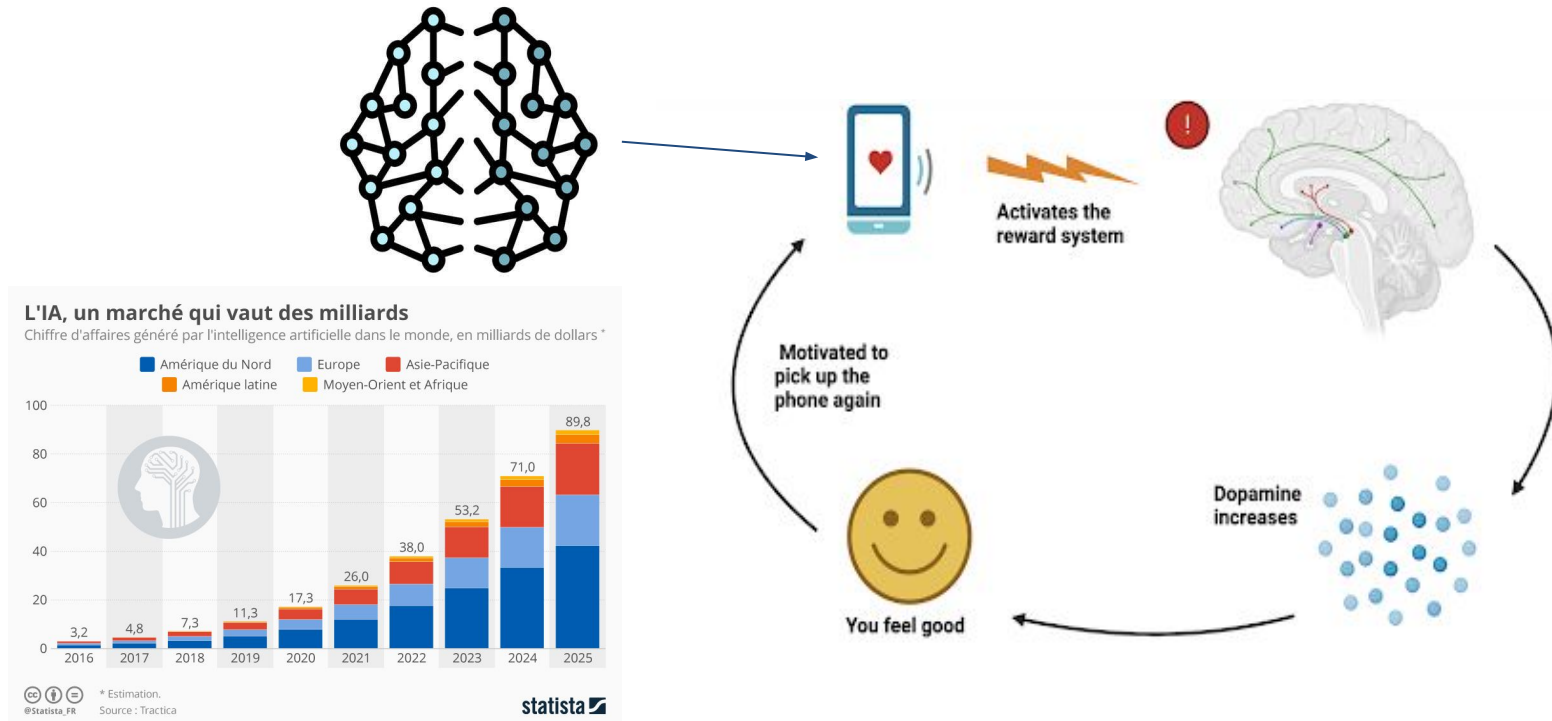 L'IA, un marché qui vaut des milliards
Chiffre d'affaires généré par l'intelligence artificielle dans le monde, en milliards de dollars *
Amérique du Nord
Europe
Asie-Pacifique
Amérique latine
Moyen-Orient et Afrique
100
80
60
40
20
0
3,2
4,8
7,3
11,3
17,3
26,0
38,0
53,2
71,0
89,8
2016
2017
2018
2019
2020
2021
2022
2023
2024
2025
cc
@Statista_FR
* Estimation.
Source : Tractica
statista
!
Activates the
reward system
Dopamine
increases
You feel good
Motivated to
pick up the
phone again